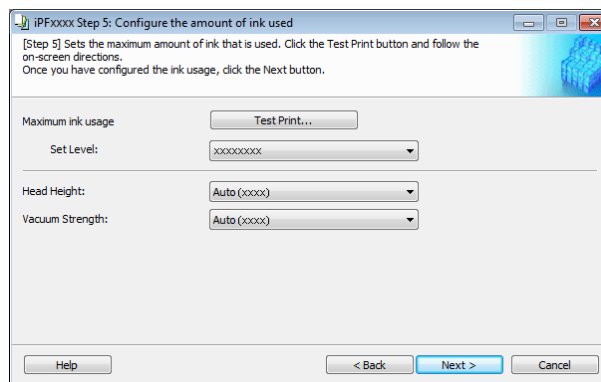 iPFxxxx Step 5: Configure the amount of ink used
[Step 5] Sets the maximum amount of ink that is used. Click the Test Print button and follow the
on-screen directions.
Once you have configured the ink usage, click the Next button.
Maximum ink usage
Test Print...
Set Level:
xxxxxxxx
Head Height:
Auto (xxxx)
Vacuum Strength:
Auto (xxxx)
Help
< Back
Next >
Cancel